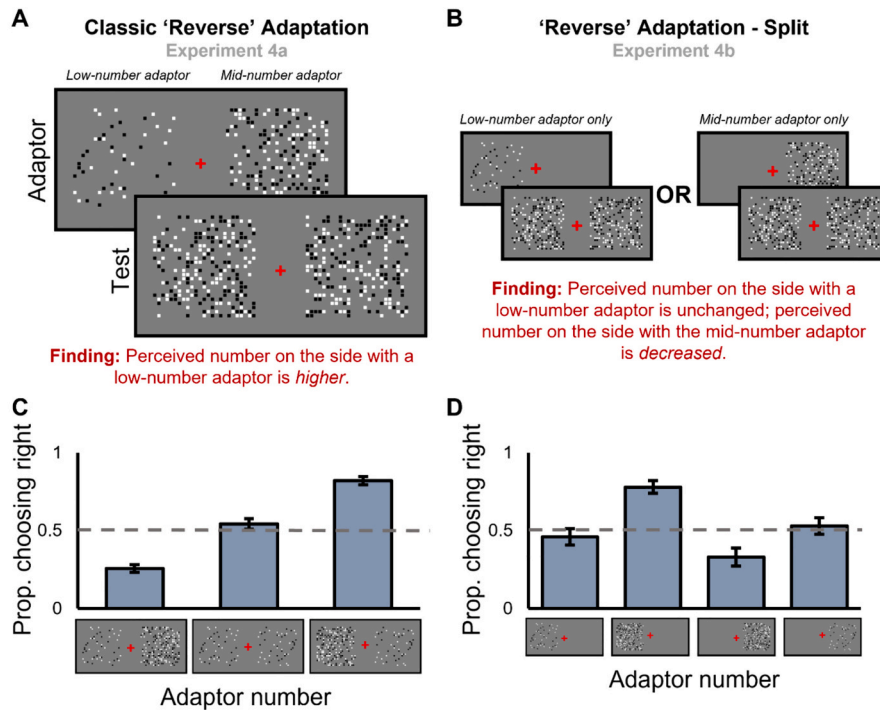 A
Classic ‘Reverse’ Adaptation
Experiment 4a
Low-number adaptor
Mid-number adaptor
Adaptor
Test
Finding: Perceived number on the side with a
low-number adaptor is higher.
B
‘Reverse’ Adaptation - Split
Experiment 4b
Low-number adaptor only
Mid-number adaptor only
OR
Finding: Perceived number on the side with a
low-number adaptor is unchanged; perceived
number on the side with the mid-number adaptor
is decreased.
C
Prop. choosing right
1
0.5
0
Adaptor number
D
Prop. choosing right
1
0.5
0
Adaptor number